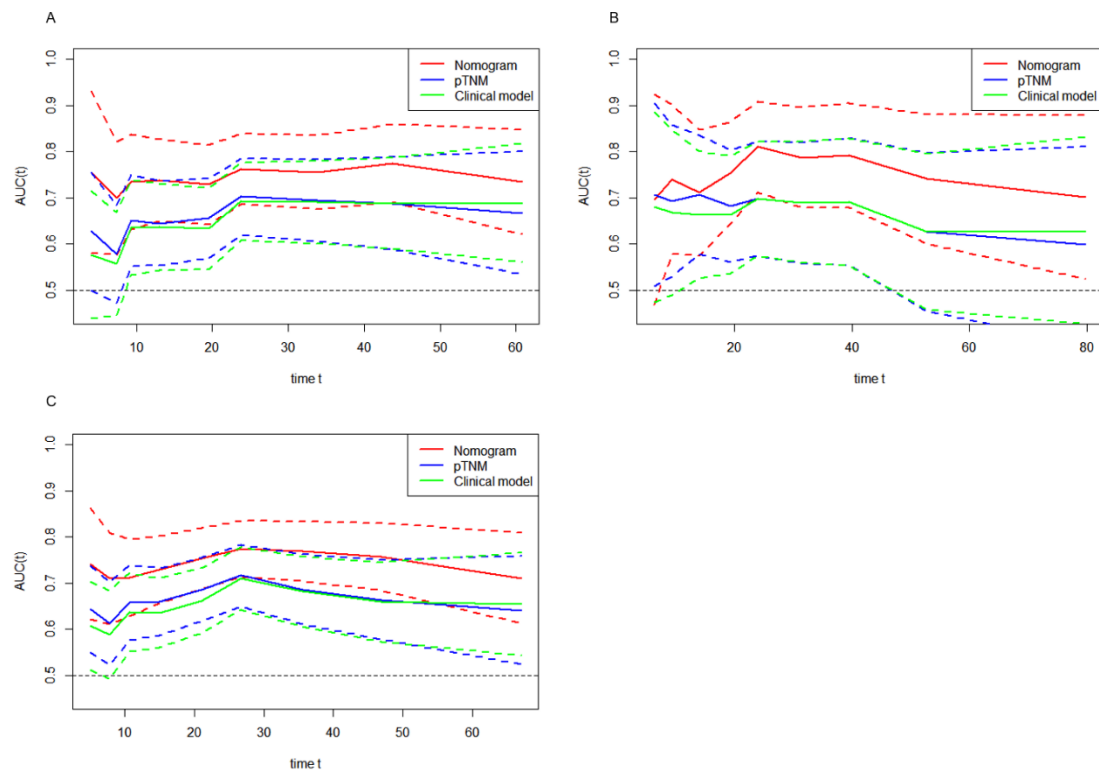 A
Nomogram
pTNM
Clinical model
AUC(t)
1.0
0.9
0.8
0.7
0.6
0.5
10 20 30 40 50 60
time t
B
Nomogram
pTNM
Clinical model
AUC(t)
1.0
0.9
0.8
0.7
0.6
0.5
20 40 60 80
time t
C
Nomogram
pTNM
Clinical model
AUC(t)
1.0
0.9
0.8
0.7
0.6
0.5
10 20 30 40 50 60
time t